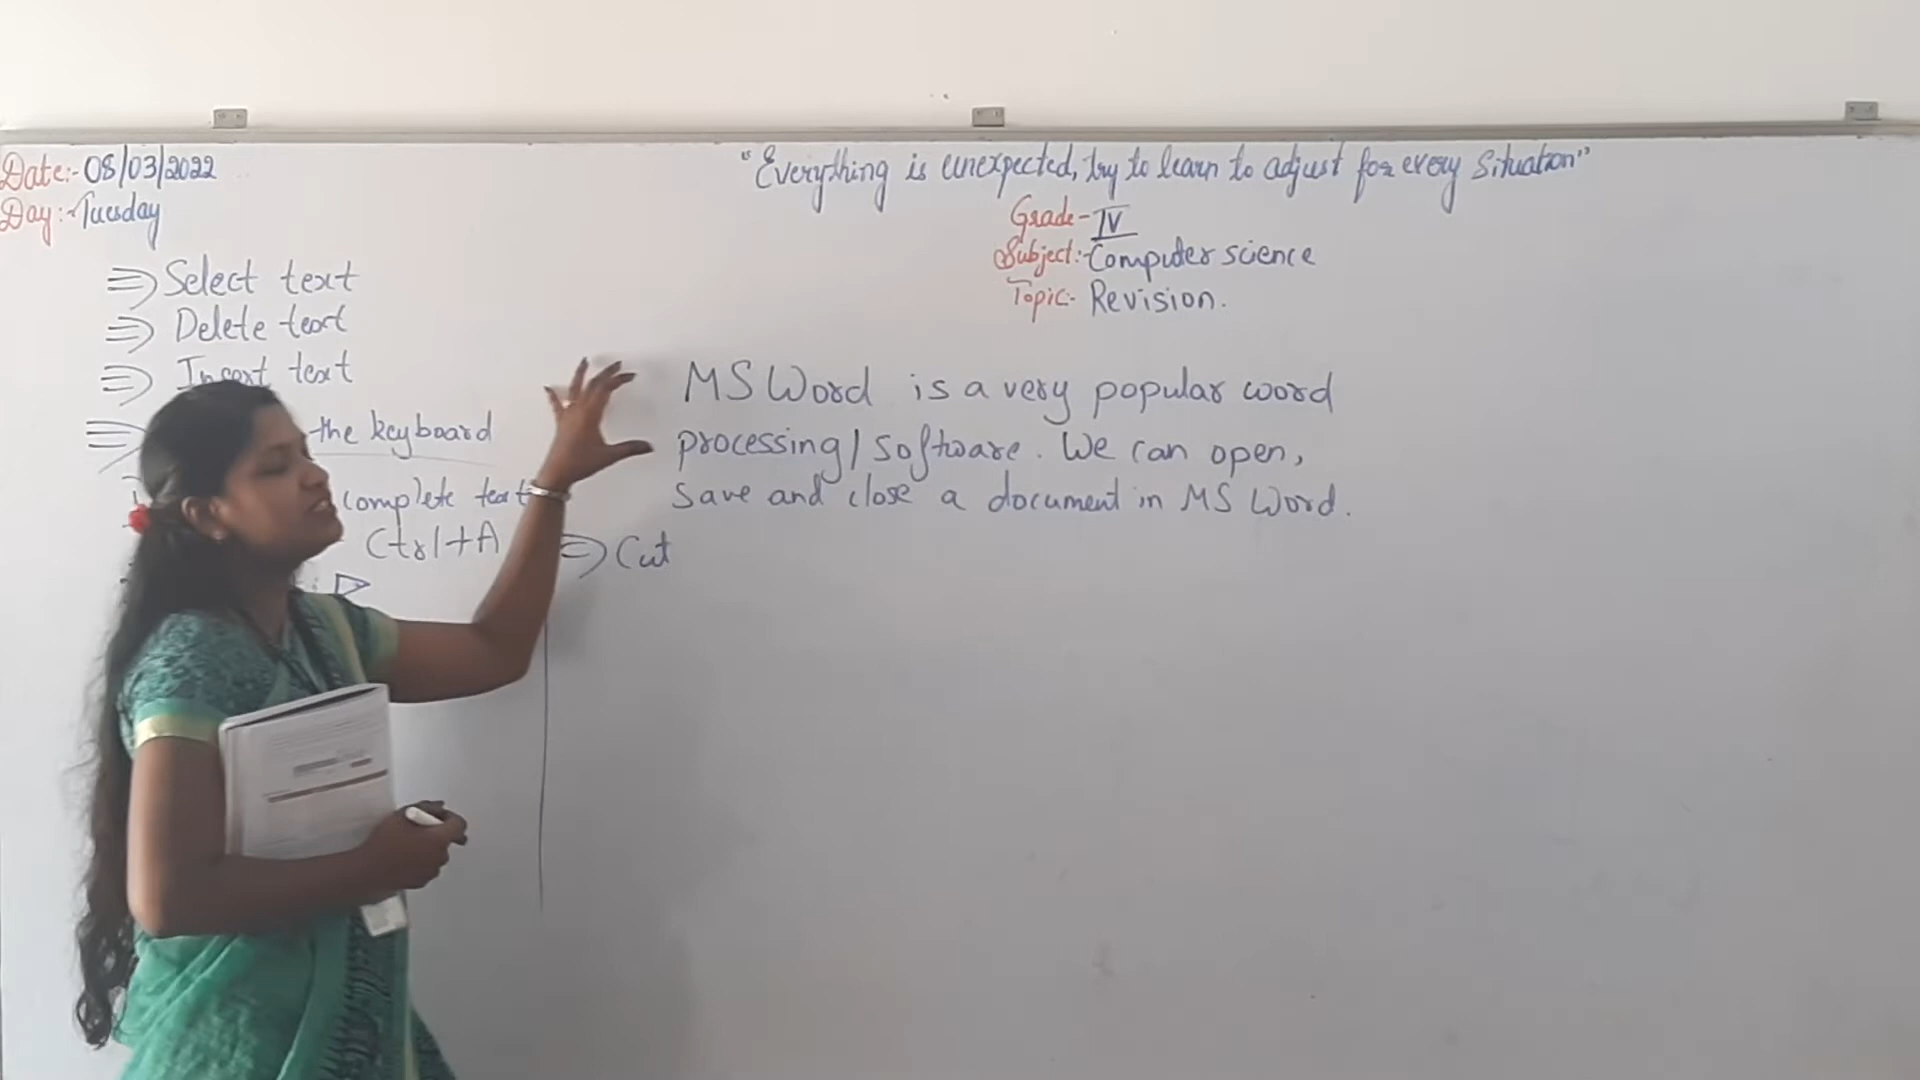 Date:- 08/03/2022
Day:- Tuesday
"Everything is unexpected, try to learn to adjust for every situation"
Grade- IV
Subject:- Computer science
Topic:- Revision.
⇒ Select text
⇒ Delete text
⇒ Insert text
the keyboard
complete text
Ctrl+A
MS Word is a very popular word
processing/software. We can open,
save and close a document in MS Word.
⇒ Cut